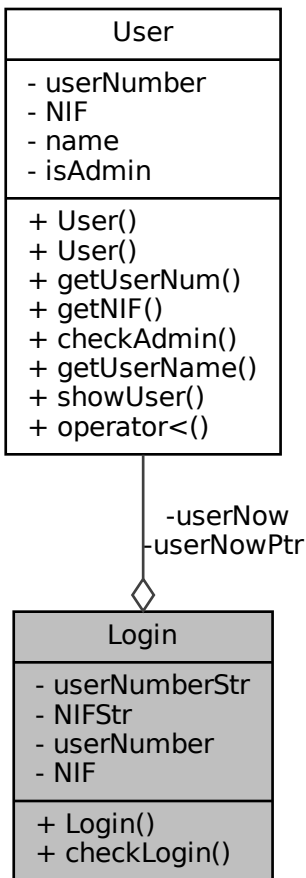 User
- userNumber
- NIF
- name
- isAdmin
+ User()
+ User()
+ getUserNum()
+ getNIF()
+ checkAdmin()
+ getUserName()
+ showUser()
+ operator<()
-userNow
-userNowPtr
Login
- userNumberStr
- NIFStr
- userNumber
- NIF
+ Login()
+ checkLogin()